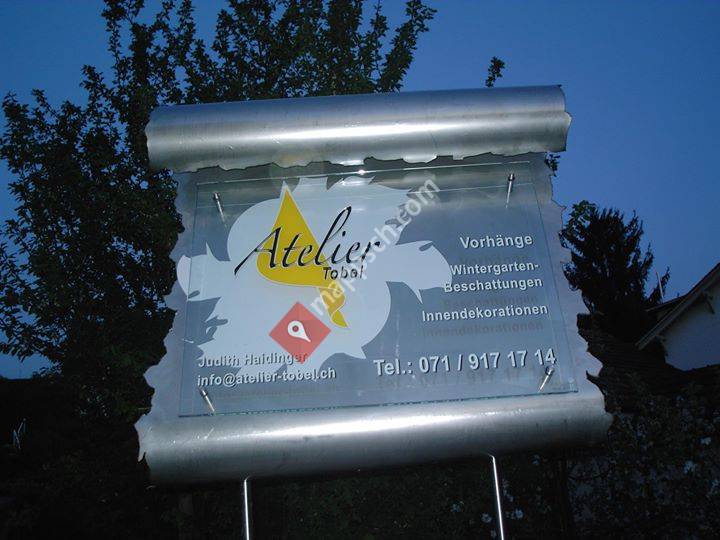 Atelier
Tobel
Vorhänge
Wintergarten-
Beschattungen
Innendekorationen
Judith Haidinger
info@atelier-tobel.ch
Tel.: 071 / 917 17 14
mapsch.com